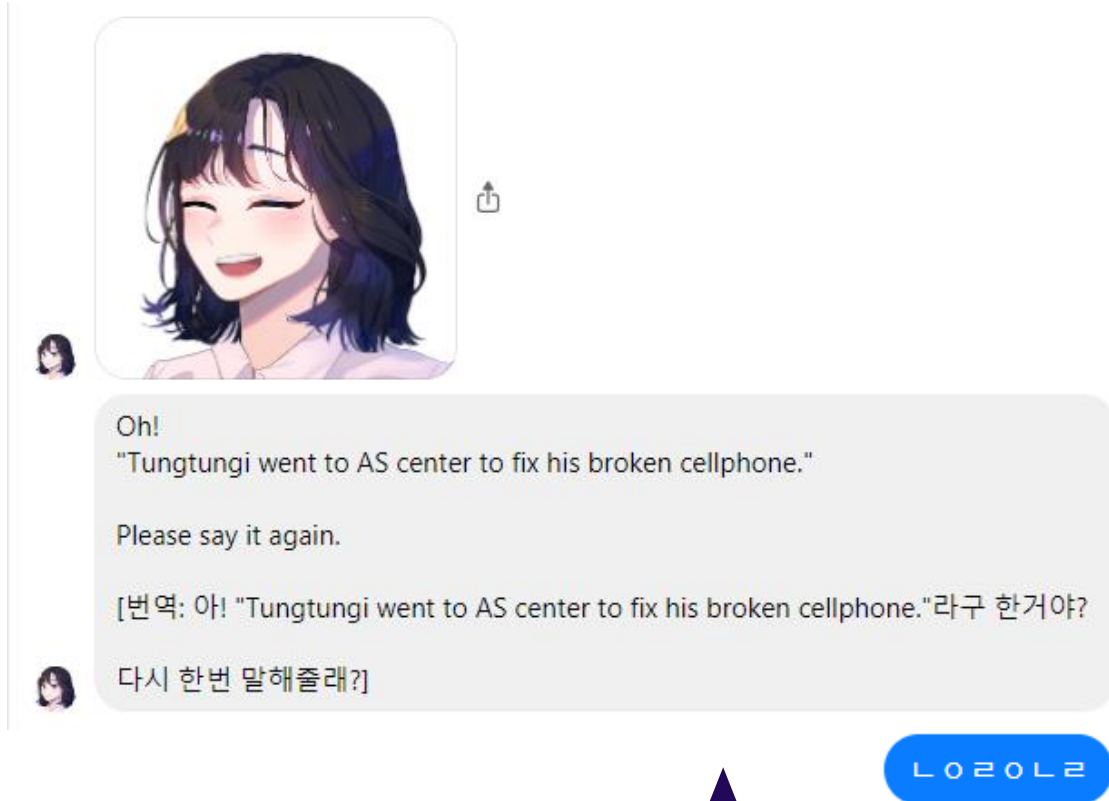 Oh!
"Tungtungi went to AS center to fix his broken cellphone."
Please say it again.
[번역: 아! "Tungtungi went to AS center to fix his broken cellphone."라구 한거야?
다시 한번 말해줄래?]
ㄴㅇㄹㅇㄴㄹ